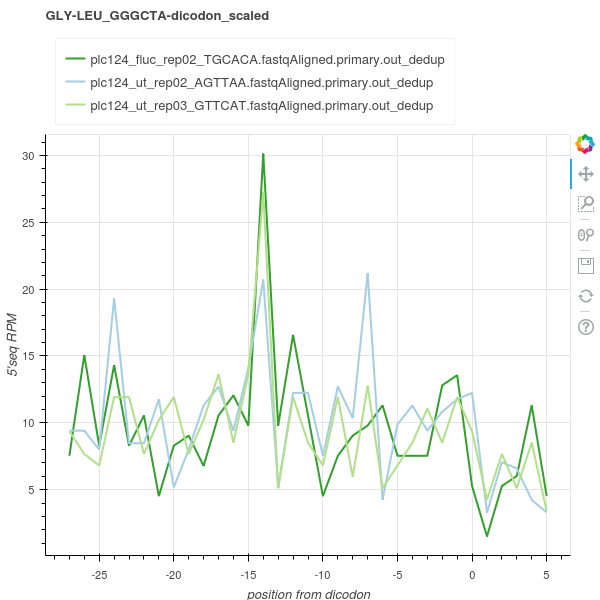 GLY-LEU_GGGCTA-dicodon_scaled
plc124_fluc_rep02_TGCACA.fastqAligned.primary.out_dedup
plc124_ut_rep02_AGTTAA.fastqAligned.primary.out_dedup
plc124_ut_rep03_GTTCAT.fastqAligned.primary.out_dedup
30
25
20
15
10
5
5'seq RPM
-25 -20 -15 -10 -5 0 5
position from dicodon